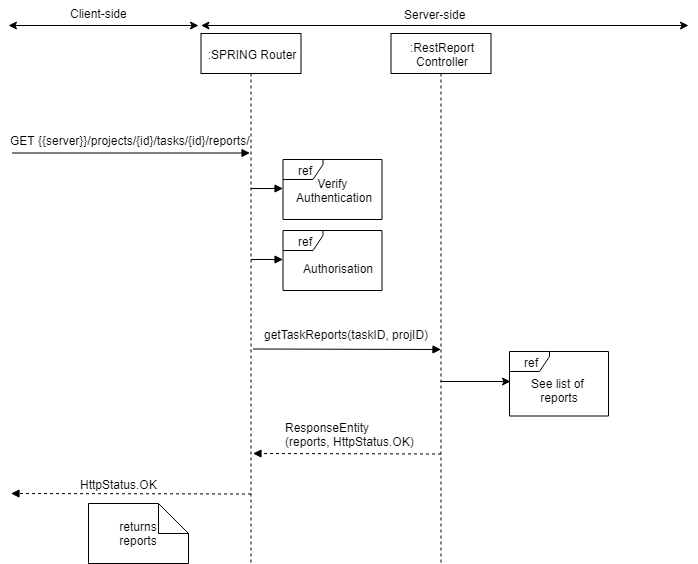 Client-side
Server-side
:SPRING Router
:RestReport
Controller
GET {{server}}/projects/{id}/tasks/{id}/reports/
ref
Verify
Authentication
ref
Authorisation
getTaskReports(taskID, projID)
ref
See list of
reports
ResponseEntity
(reports, HttpStatus.OK)
HttpStatus.OK
returns
reports